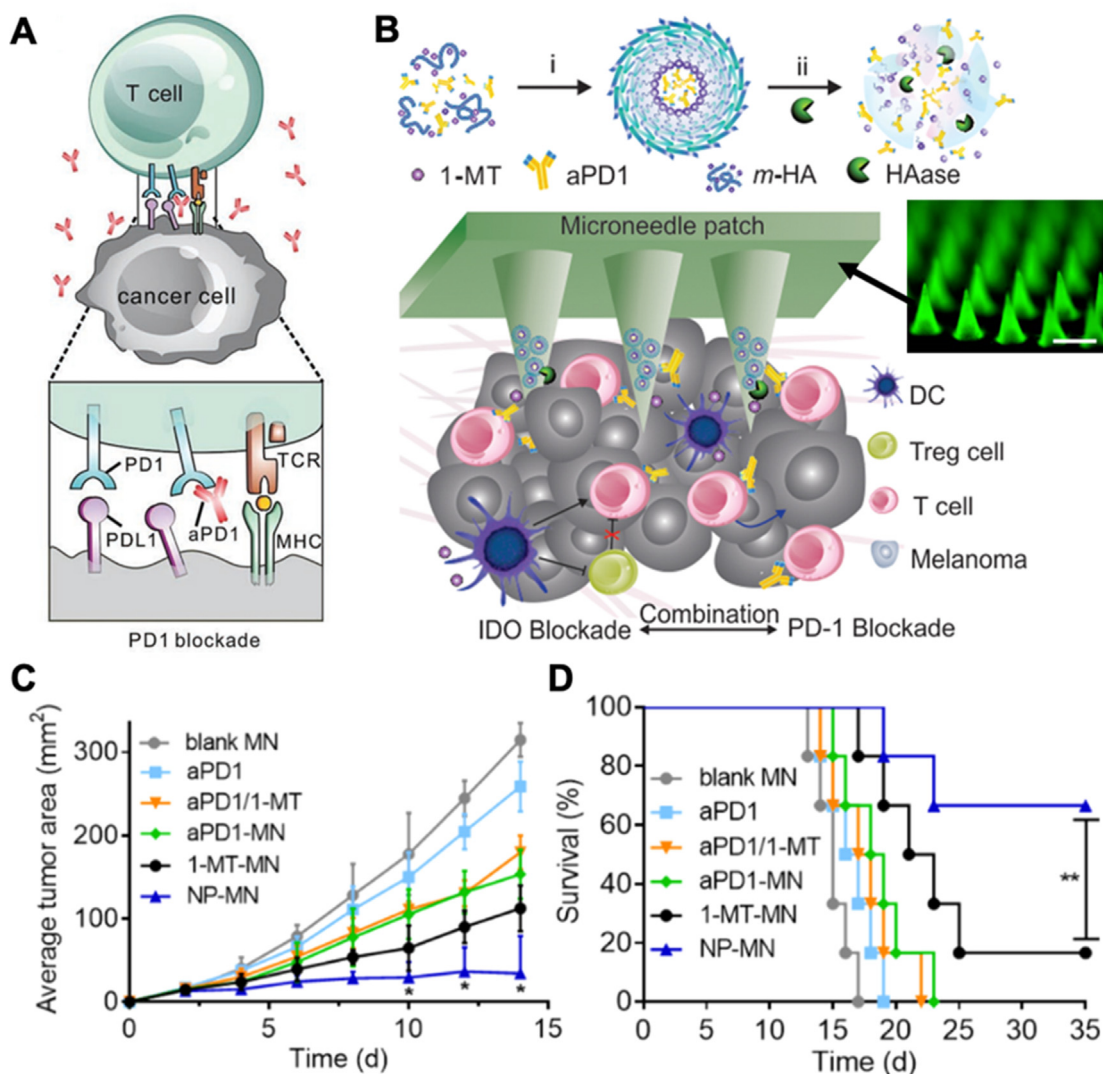 A
T cell
cancer cell
PD1
TCR
aPD1
PDL1
MHC
PD1 blockade
B
i
ii
1-MT
aPD1
m-HA
HAase
Microneedle patch
DC
Treg cell
T cell
Melanoma
IDO Blockade
Combination
PD-1 Blockade
C
Average tumor area (mm²)
300
200
100
0
blank MN
aPD1
aPD1/1-MT
aPD1-MN
1-MT-MN
NP-MN
*
*
*
0
5
10
15
Time (d)
D
Survival (%)
100
80
60
40
20
0
blank MN
aPD1
aPD1/1-MT
aPD1-MN
1-MT-MN
NP-MN
**
0
5
10
15
20
25
30
35
Time (d)